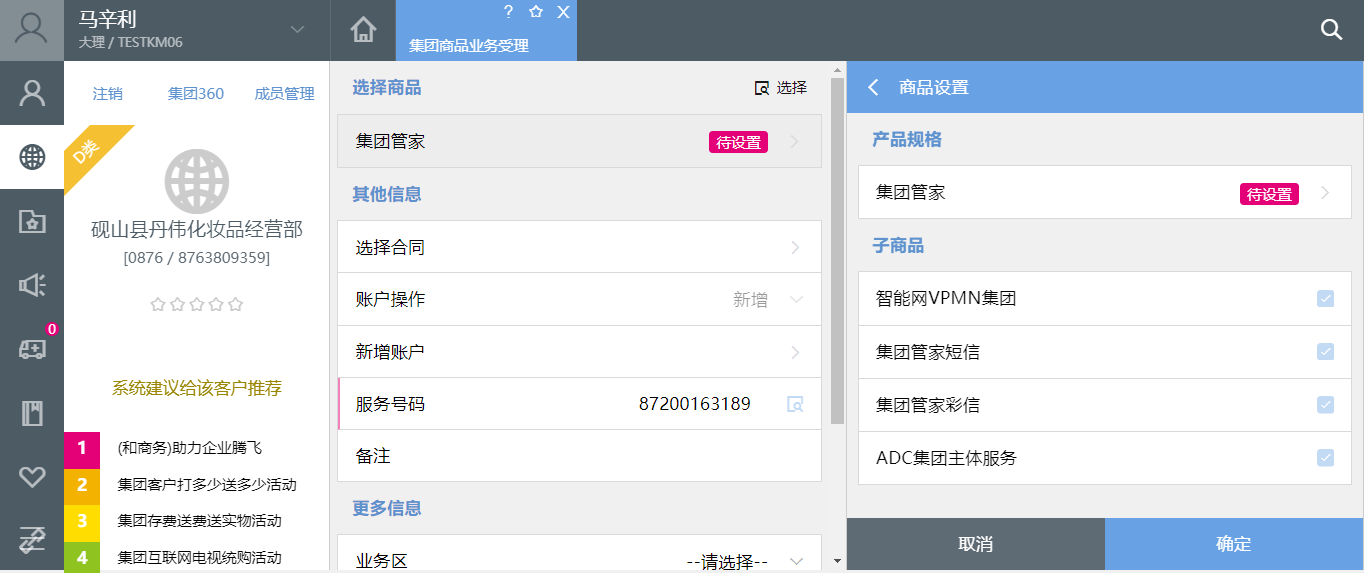 马辛利
大理 / TESTKM06
? X
集团商品业务受理
注销 集团360 成员管理
D类
砚山县丹伟化妆品经营部
[0876 / 8763809359]
0
系统建议给该客户推荐
1 (和商务)助力企业腾飞
2 集团客户打多少送多少活动
3 集团存费送费送实物活动
4 集团互联网电视统购活动
选择商品 选择
集团管家 待设置
其他信息
选择合同
账户操作 新增
新增账户
服务号码 87200163189
备注
更多信息
业务区 --请选择--
商品设置
产品规格
集团管家 待设置
子商品
智能网VPMN集团
集团管家短信
集团管家彩信
ADC集团主体服务
取消 确定